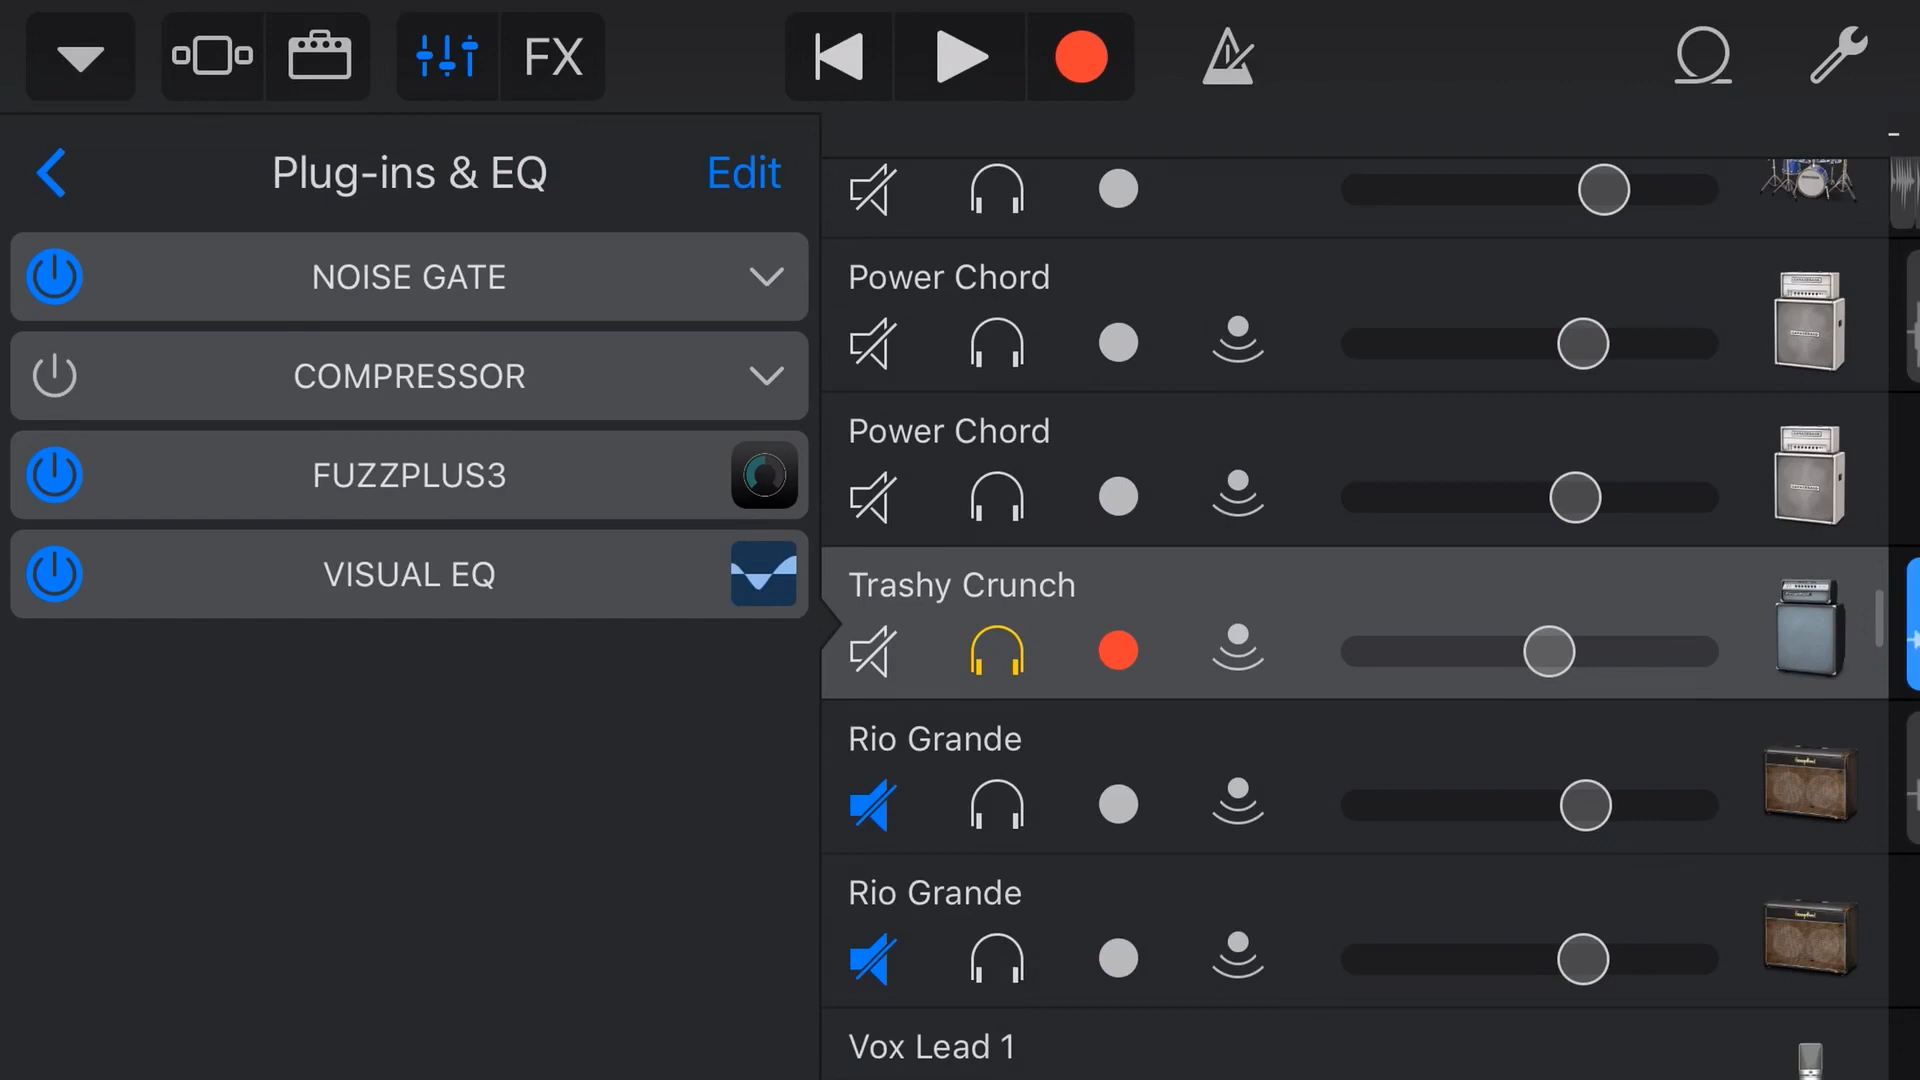 FX
Plug-ins & EQ
Edit
NOISE GATE
COMPRESSOR
FUZZPLUS3
VISUAL EQ
Power Chord
Power Chord
Trashy Crunch
Rio Grande
Rio Grande
Vox Lead 1